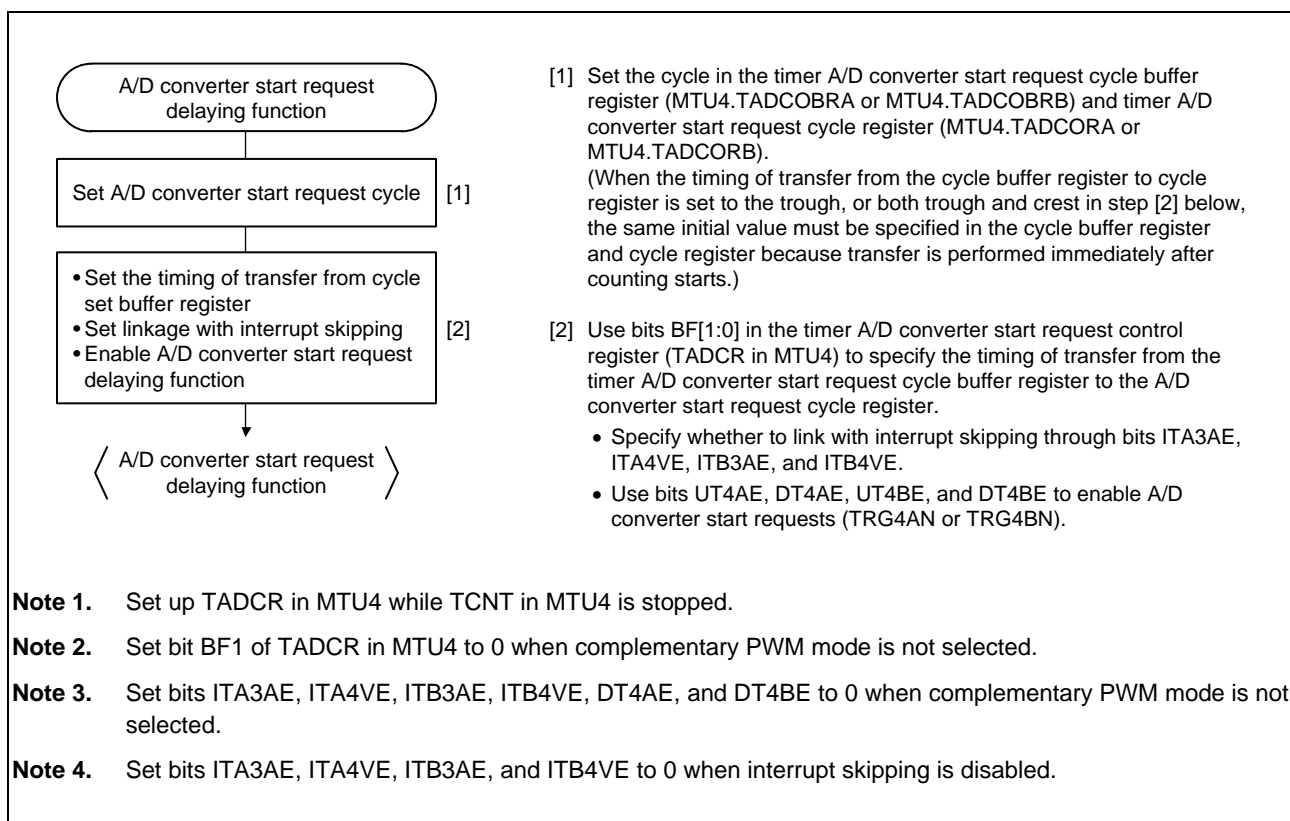 A/D converter start request
delaying function
Set A/D converter start request cycle
[1]
• Set the timing of transfer from cycle
set buffer register
• Set linkage with interrupt skipping
• Enable A/D converter start request
delaying function
[2]
A/D converter start request
delaying function
[1] Set the cycle in the timer A/D converter start request cycle buffer
register (MTU4.TADCOBRA or MTU4.TADCOBRB) and timer A/D
converter start request cycle register (MTU4.TADCORA or
MTU4.TADCORB).
(When the timing of transfer from the cycle buffer register to cycle
register is set to the trough, or both trough and crest in step [2] below,
the same initial value must be specified in the cycle buffer register
and cycle register because transfer is performed immediately after
counting starts.)
[2] Use bits BF[1:0] in the timer A/D converter start request control
register (TADCR in MTU4) to specify the timing of transfer from the
timer A/D converter start request cycle buffer register to the A/D
converter start request cycle register.
• Specify whether to link with interrupt skipping through bits ITA3AE,
ITA4VE, ITB3AE, and ITB4VE.
• Use bits UT4AE, DT4AE, UT4BE, and DT4BE to enable A/D
converter start requests (TRG4AN or TRG4BN).
Note 1. Set up TADCR in MTU4 while TCNT in MTU4 is stopped.
Note 2. Set bit BF1 of TADCR in MTU4 to 0 when complementary PWM mode is not selected.
Note 3. Set bits ITA3AE, ITA4VE, ITB3AE, ITB4VE, DT4AE, and DT4BE to 0 when complementary PWM mode is not
selected.
Note 4. Set bits ITA3AE, ITA4VE, ITB3AE, and ITB4VE to 0 when interrupt skipping is disabled.